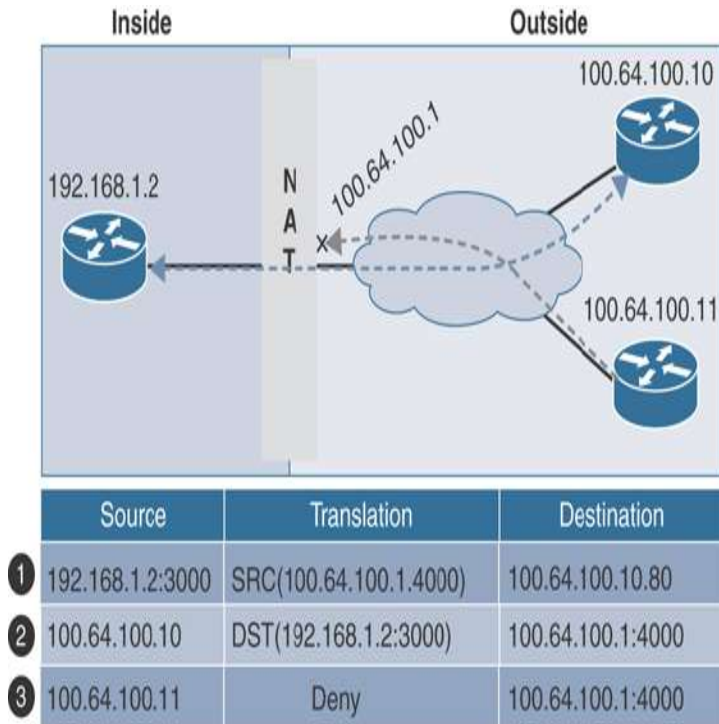 Inside Outside
100.64.100.10
100.64.100.1
192.168.1.2
N
A
T
x
100.64.100.11
Source Translation Destination
1 192.168.1.2:3000 SRC(100.64.100.1.4000) 100.64.100.10.80
2 100.64.100.10 DST(192.168.1.2:3000) 100.64.100.1:4000
3 100.64.100.11 Deny 100.64.100.1:4000